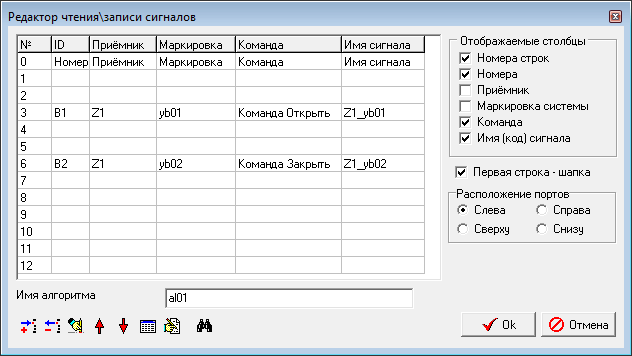 Редактор чтения\записи сигналов
№ ID Приёмник Маркировка Команда Имя сигнала
0 Номер Приёмник Маркировка Команда Имя сигнала
1
2
3 B1 Z1 yb01 Команда Открыть Z1_yb01
4
5
6 B2 Z1 yb02 Команда Закрыть Z1_yb02
7
8
9
10
11
12
Отображаемые столбцы
Номера строк
Номера
Приёмник
Маркировка системы
Команда
Имя (код) сигнала
Первая строка - шапка
Расположение портов
Слева Справа
Сверху Снизу
Имя алгоритма al01
Ok Отмена